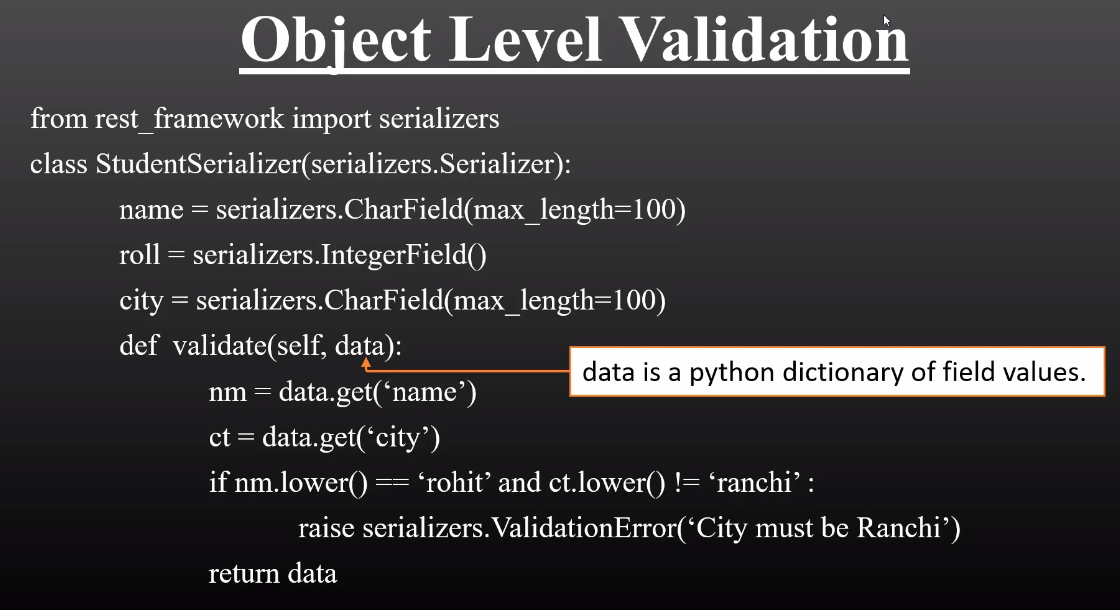 Object Level Validation
from rest_framework import serializers
class StudentSerializer(serializers.Serializer):
name = serializers.CharField(max_length=100)
roll = serializers.IntegerField()
city = serializers.CharField(max_length=100)
def  validate(self, data):
data is a python dictionary of field values.
nm = data.get(‘name’)
ct = data.get(‘city’)
if nm.lower() == ‘rohit’ and ct.lower() != ‘ranchi’ :
raise serializers.ValidationError(‘City must be Ranchi’)
return data